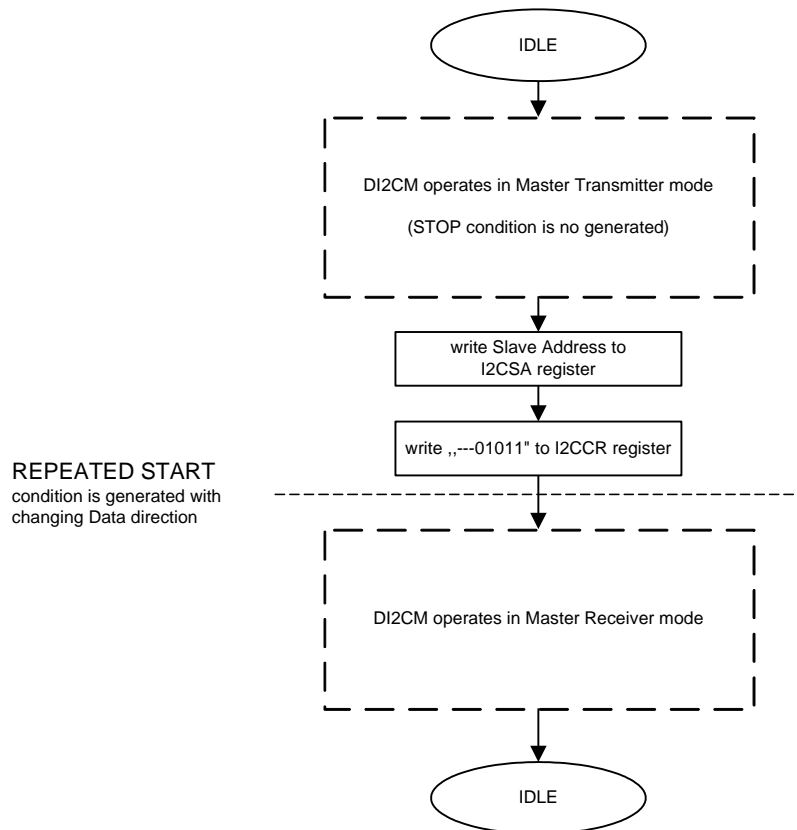 IDLE
DI2CM operates in Master Transmitter mode
(STOP condition is no generated)
write Slave Address to
I2CSA register
write ,,---01011" to I2CCR register
REPEATED START
condition is generated with
changing Data direction
DI2CM operates in Master Receiver mode
IDLE